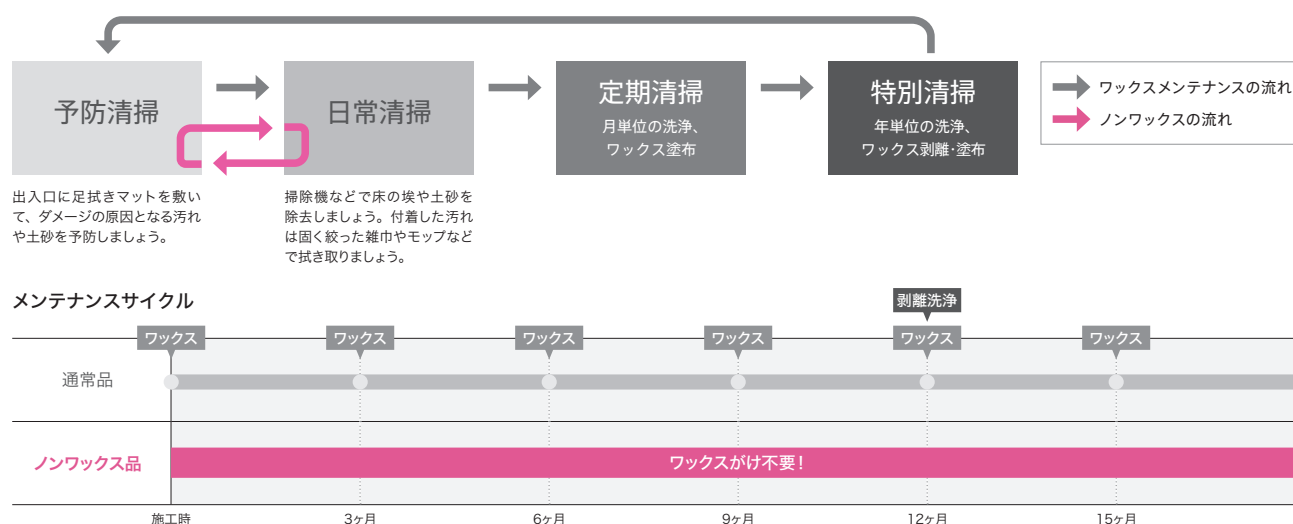 予防清掃
日常清掃
定期清掃
月単位の洗浄、
ワックス塗布
特別清掃
年単位の洗浄、
ワックス剥離・塗布
ワックスメンテナンスの流れ
ノンワックスの流れ
出入口に足拭きマットを敷い
て、ダメージの原因となる汚れ
や土砂を予防しましょう。
掃除機などで床の埃や土砂を
除去しましょう。付着した汚れ
は固く絞った雑巾やモップなど
で拭き取りましょう。
メンテナンスサイクル
剥離洗浄
ワックス ワックス ワックス ワックス ワックス ワックス
通常品
ノンワックス品
ワックスがけ不要!
施工時 3ヶ月 6ヶ月 9ヶ月 12ヶ月 15ヶ月